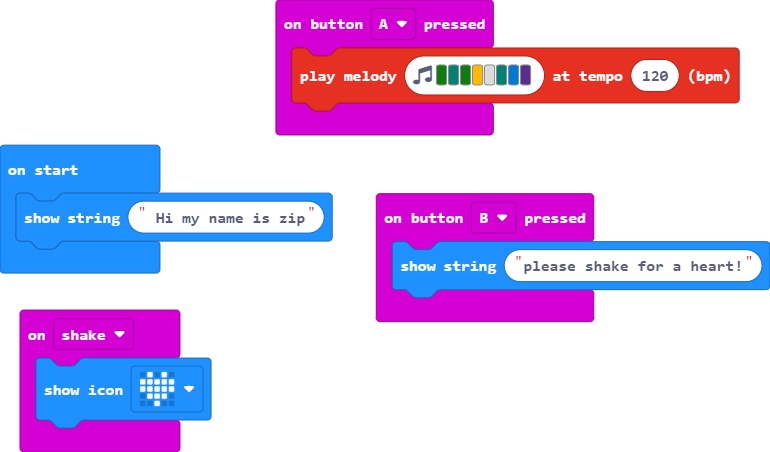 on button A pressed
play melody at tempo 120 (bpm)
on start
show string " Hi my name is zip"
on button B pressed
show string "please shake for a heart!"
on shake
show icon